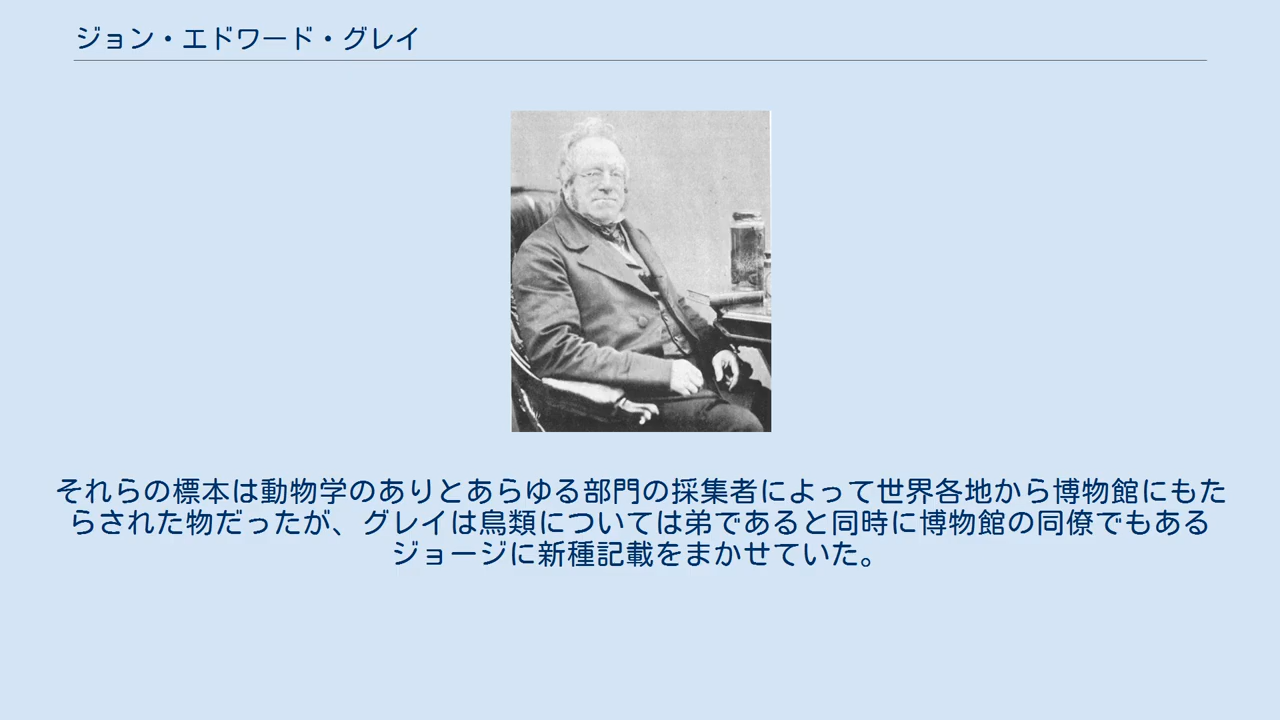 ジョン・エドワード・グレイ
それらの標本は動物学のありとあらゆる部門の採集者によって世界各地から博物館にもた
らされた物だったが、グレイは鳥類については弟であると同時に博物館の同僚でもある
ジョージに新種記載をまかせていた。